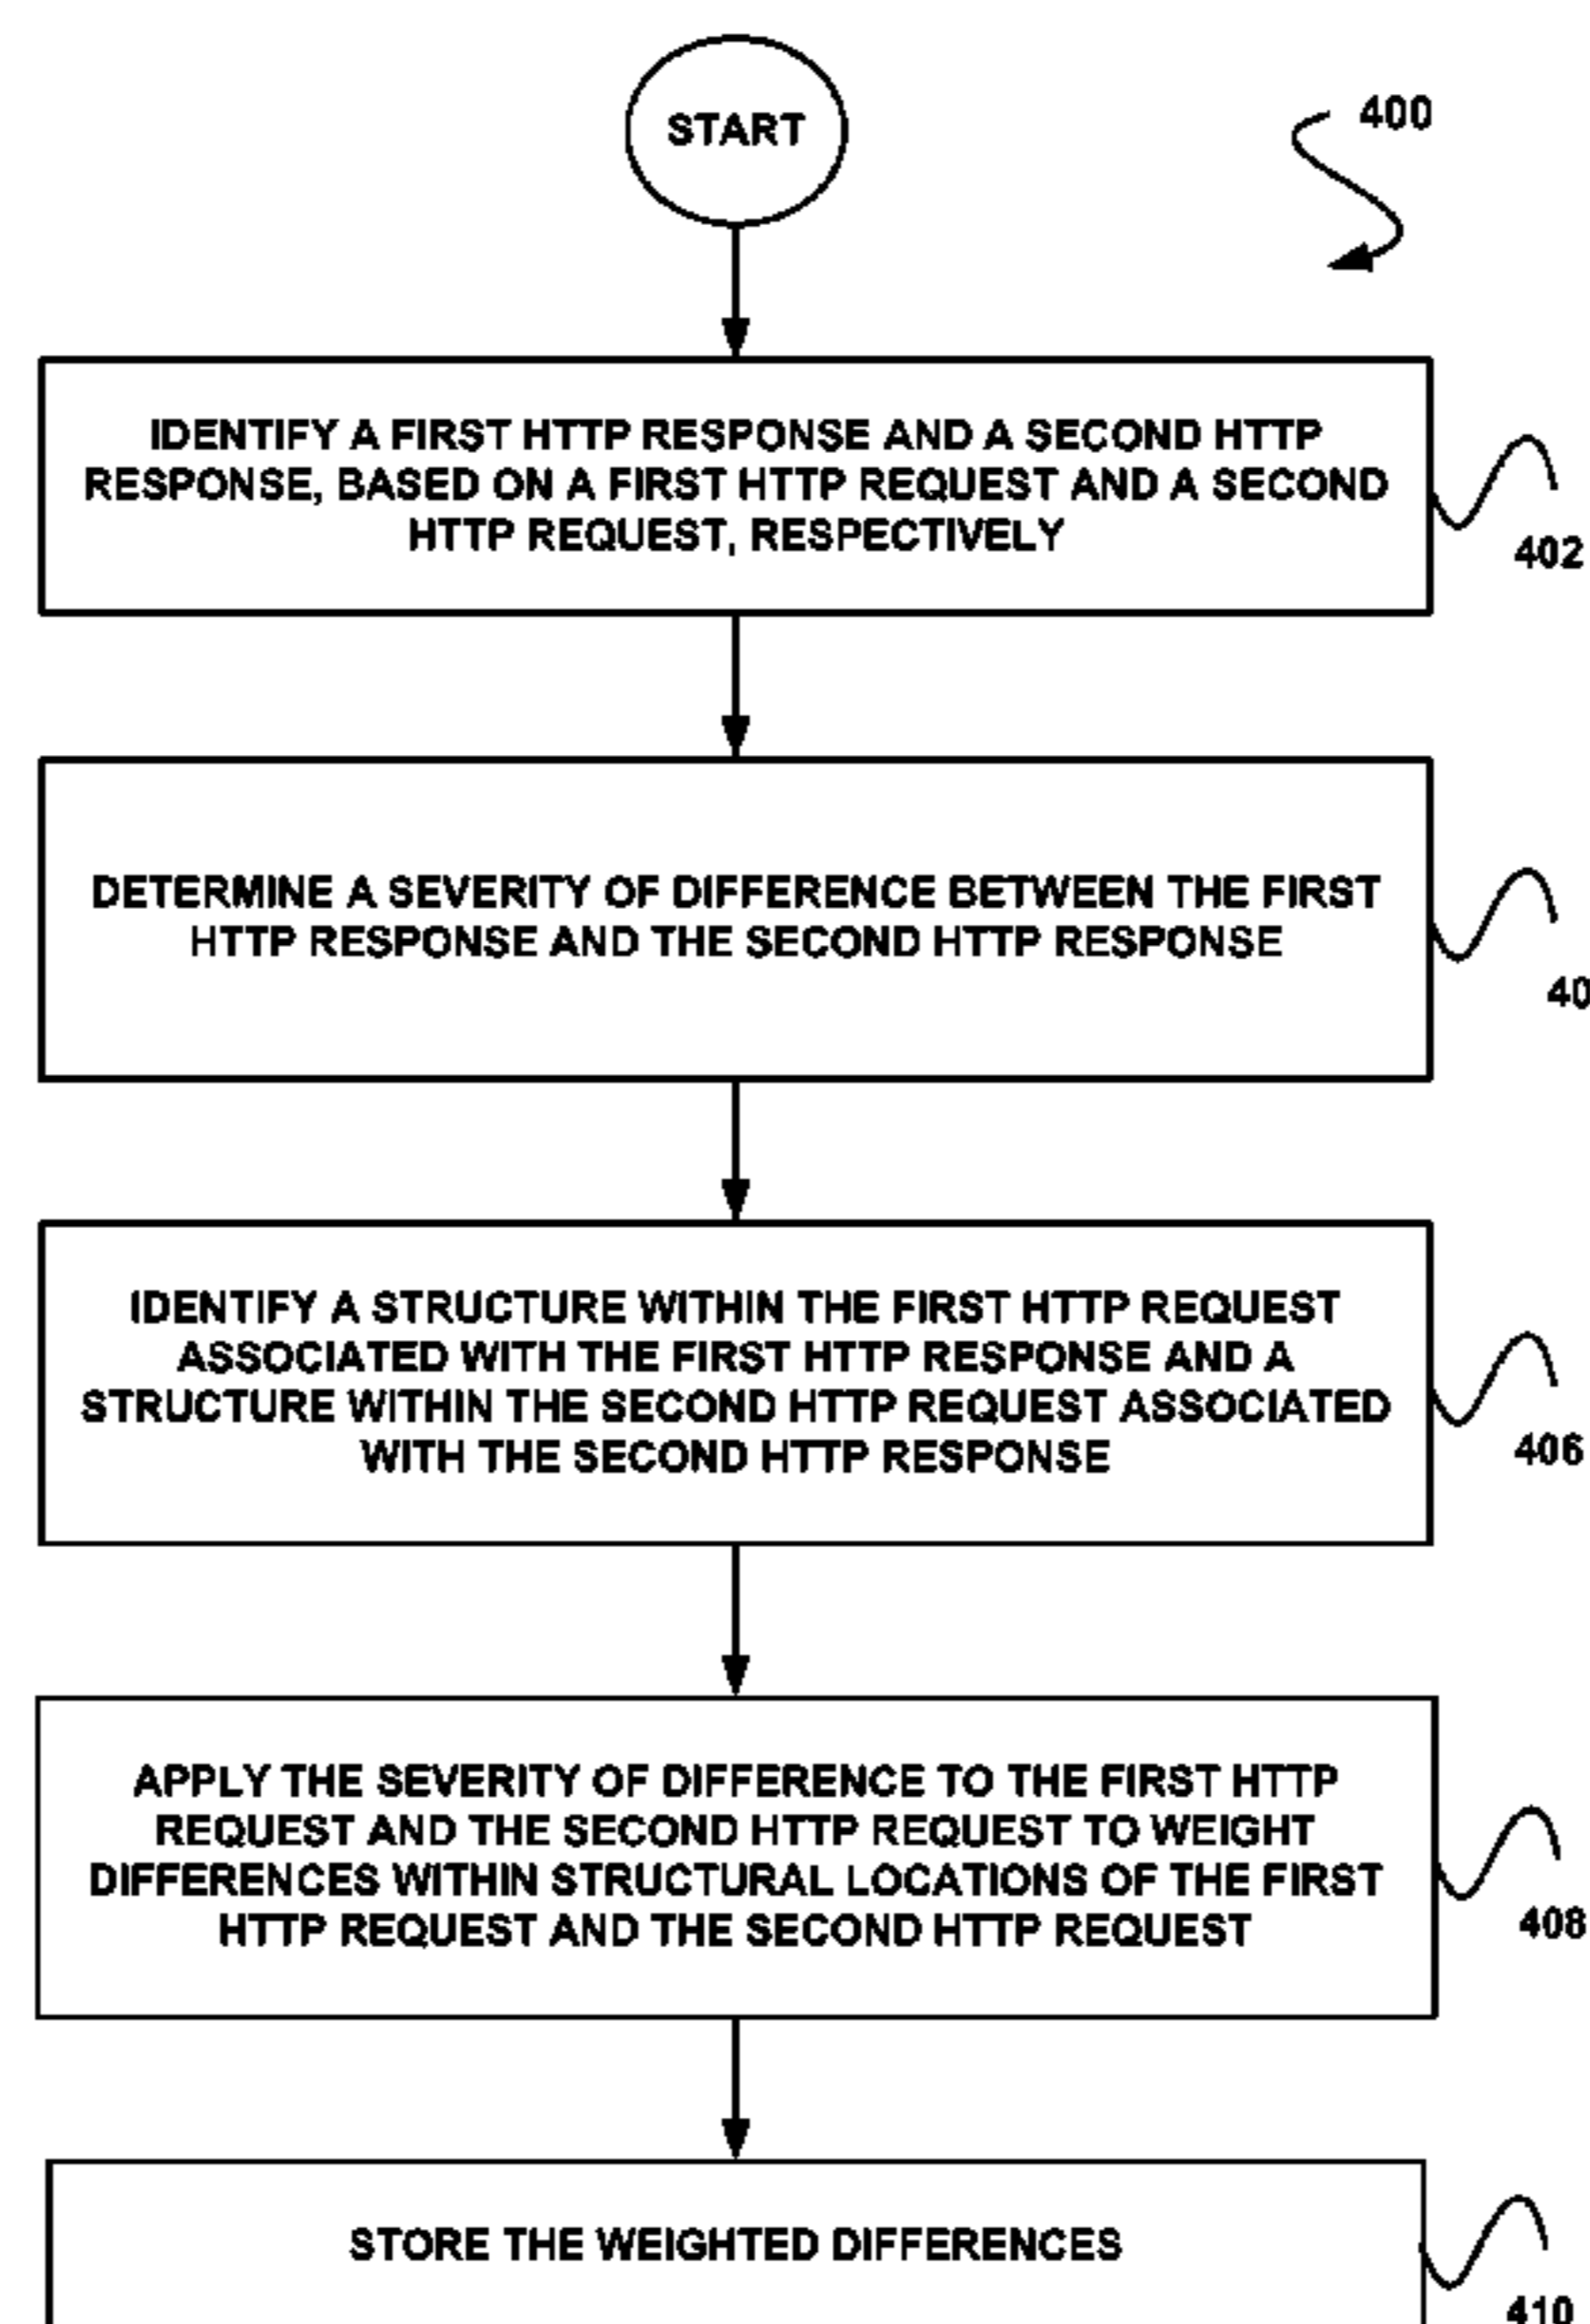 START
400
IDENTIFY A FIRST HTTP RESPONSE AND A SECOND HTTP
RESPONSE, BASED ON A FIRST HTTP REQUEST AND A SECOND
HTTP REQUEST, RESPECTIVELY
402
DETERMINE A SEVERITY OF DIFFERENCE BETWEEN THE FIRST
HTTP RESPONSE AND THE SECOND HTTP RESPONSE
40
IDENTIFY A STRUCTURE WITHIN THE FIRST HTTP REQUEST
ASSOCIATED WITH THE FIRST HTTP RESPONSE AND A
STRUCTURE WITHIN THE SECOND HTTP REQUEST ASSOCIATED
WITH THE SECOND HTTP RESPONSE
406
APPLY THE SEVERITY OF DIFFERENCE TO THE FIRST HTTP
REQUEST AND THE SECOND HTTP REQUEST TO WEIGHT
DIFFERENCES WITHIN STRUCTURAL LOCATIONS OF THE FIRST
HTTP REQUEST AND THE SECOND HTTP REQUEST
408
STORE THE WEIGHTED DIFFERENCES
410